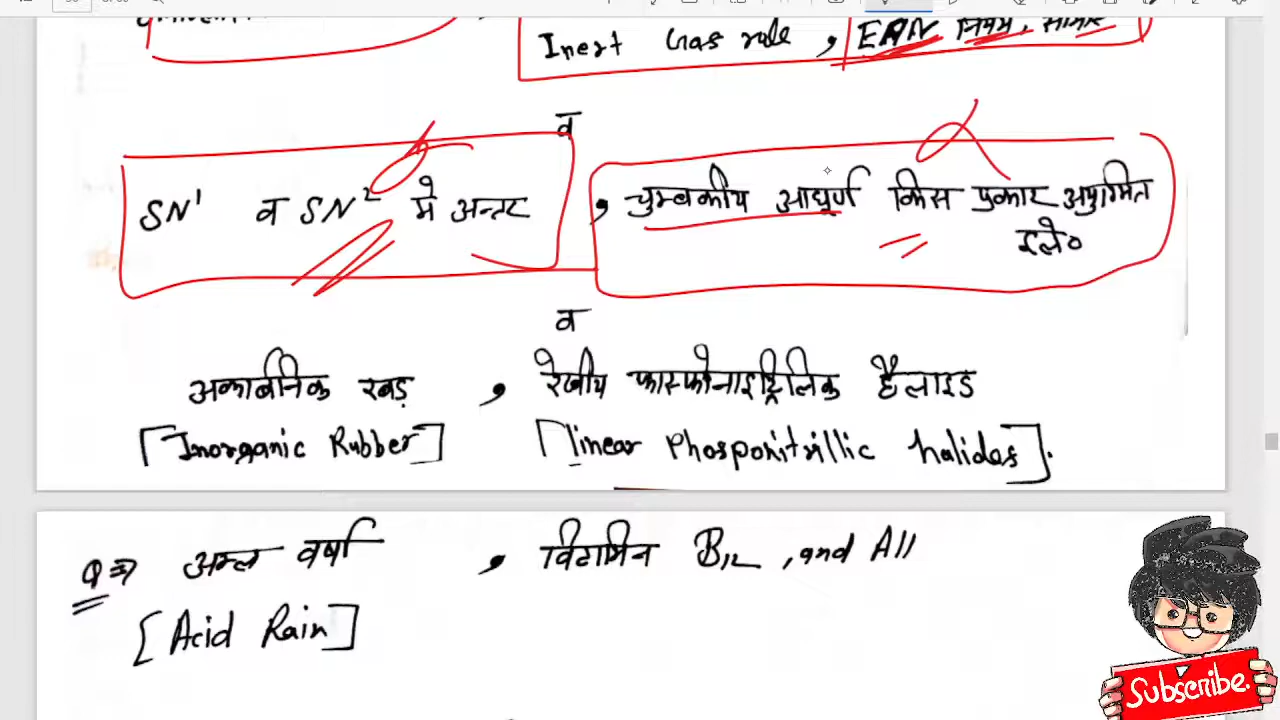 Inert Gas rule , EAN नियम,
व
SN¹ व SN² मे अन्तर , चुम्बकीय आघूर्ण किस प्रकार अनुचुम्बकीय
व
अकार्बनिक रबड़ , रेखीय फास्फोनाइट्रिलिक हैलाइड
[Inorganic Rubber] [linear Phosponitrillic halides].
Q ⇒ अम्ल वर्षा , विटामिन B₁₂ , and All
[Acid Rain]
Subscribe.